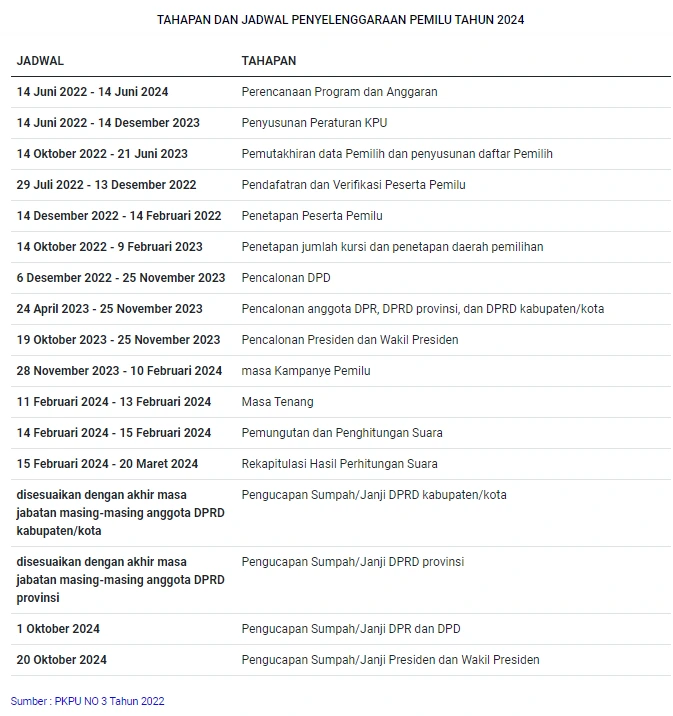 TAHAPAN DAN JADWAL PENYELENGGARAAN PEMILU TAHUN 2024
JADWAL TAHAPAN
14 Juni 2022 - 14 Juni 2024 Perencanaan Program dan Anggaran
14 Juni 2022 - 14 Desember 2023 Penyusunan Peraturan KPU
14 Oktober 2022 - 21 Juni 2023 Pemutakhiran data Pemilih dan penyusunan daftar Pemilih
29 Juli 2022 - 13 Desember 2022 Pendafatran dan Verifikasi Peserta Pemilu
14 Desember 2022 - 14 Februari 2022 Penetapan Peserta Pemilu
14 Oktober 2022 - 9 Februari 2023 Penetapan jumlah kursi dan penetapan daerah pemilihan
6 Desember 2022 - 25 November 2023 Pencalonan DPD
24 April 2023 - 25 November 2023 Pencalonan anggota DPR, DPRD provinsi, dan DPRD kabupaten/kota
19 Oktober 2023 - 25 November 2023 Pencalonan Presiden dan Wakil Presiden
28 November 2023 - 10 Februari 2024 masa Kampanye Pemilu
11 Februari 2024 - 13 Februari 2024 Masa Tenang
14 Februari 2024 - 15 Februari 2024 Pemungutan dan Penghitungan Suara
15 Februari 2024 - 20 Maret 2024 Rekapitulasi Hasil Perhitungan Suara
disesuaikan dengan akhir masa Pengucapan Sumpah/Janji DPRD kabupaten/kota
jabatan masing-masing anggota DPRD
kabupaten/kota
disesuaikan dengan akhir masa Pengucapan Sumpah/Janji DPRD provinsi
jabatan masing-masing anggota DPRD
provinsi
1 Oktober 2024 Pengucapan Sumpah/Janji DPR dan DPD
20 Oktober 2024 Pengucapan Sumpah/Janji Presiden dan Wakil Presiden
Sumber : PKPU NO 3 Tahun 2022